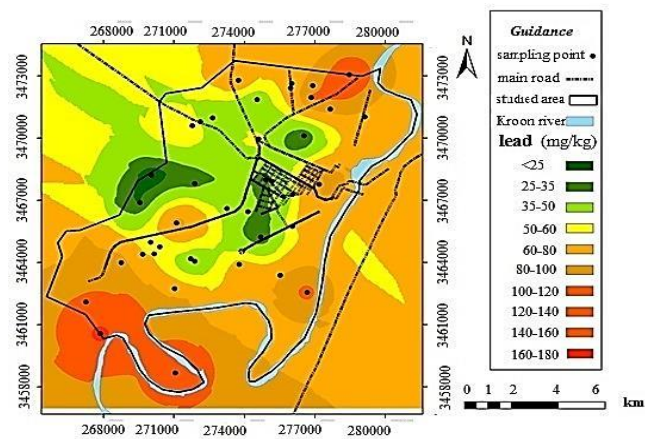 268000 271000 274000 277000 280000
3473000
3470000
3467000
3464000
3461000
3458000
3473000
3470000
3467000
3464000
3461000
3458000
268000 271000 274000 277000 280000
N
Guidance
sampling point
main road
studied area
Kroon river
lead (mg/kg)
<25
25-35
35-50
50-60
60-80
80-100
100-120
120-140
140-160
160-180
0 1 2 4 6
km